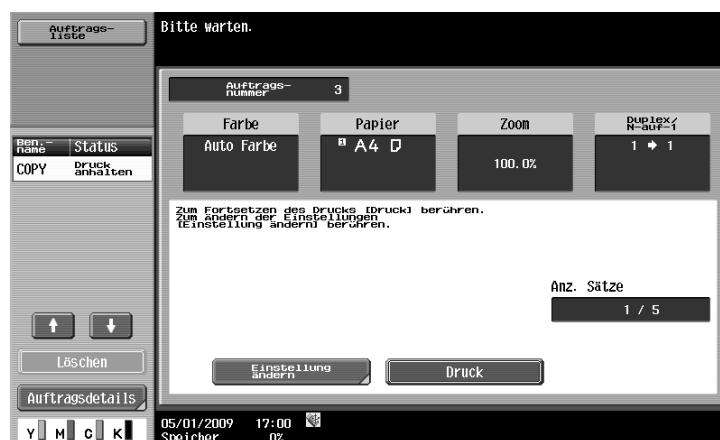 Auftrags-
liste
Bitte warten.
Auftrags-
nummer
3
Farbe
Papier
Zoom
Duplex/
N-auf-1
Auto Farbe
1 A4
100.0%
1 → 1
Ben.-
name
Status
COPY
Druck
anhalten
Zum Fortsetzen des Drucks [Druck] berühren.
Zum ändern der Einstellungen
[Einstellung ändern] berühren.
Anz. Sätze
1 / 5
Löschen
Einstellung
ändern
Druck
Auftragsdetails
Y M C K
05/01/2009 17:00
Speicher 0%